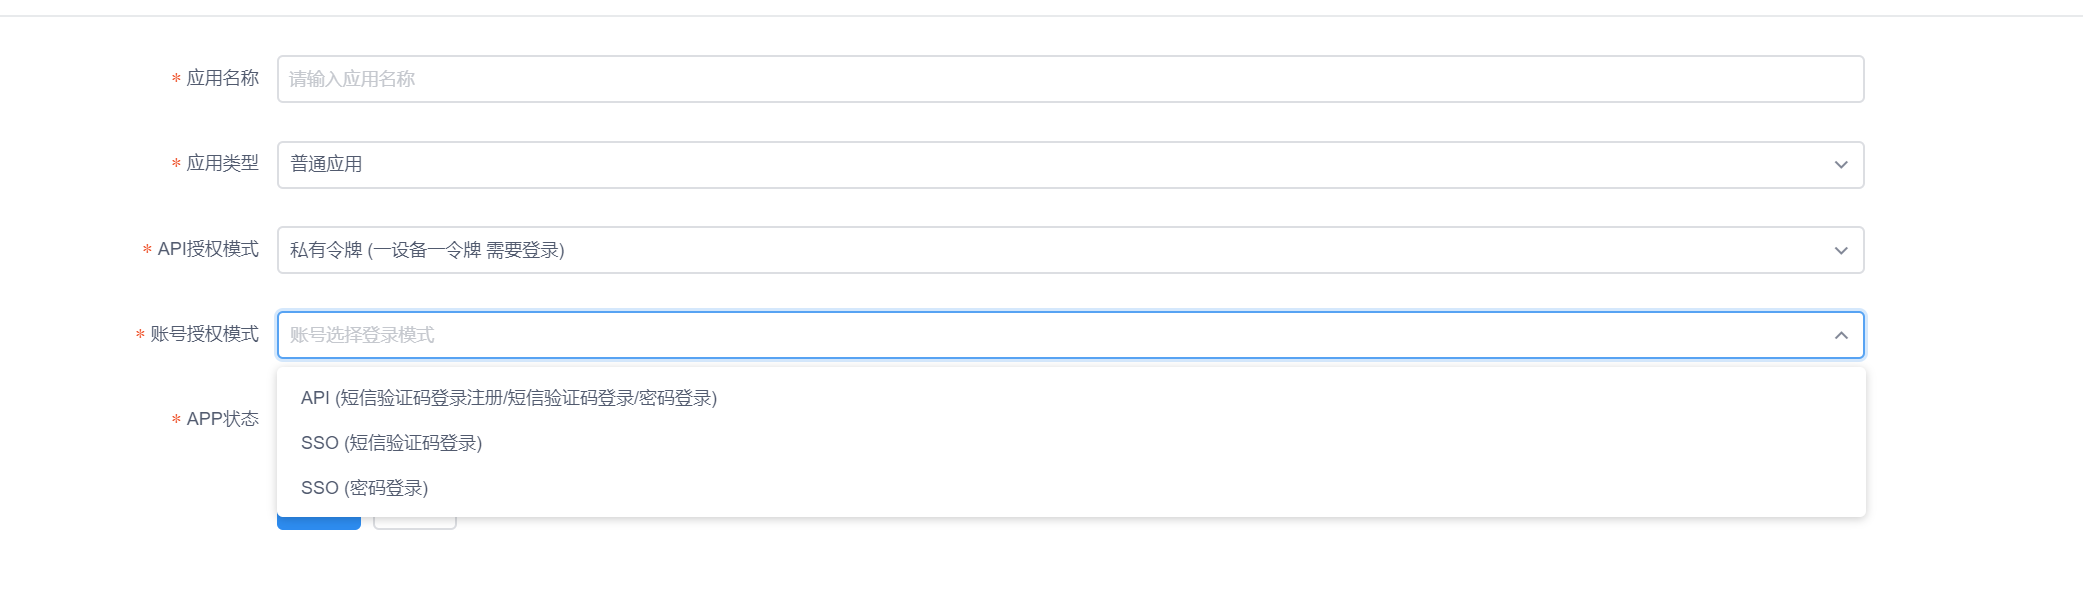 * 应用名称 请输入应用名称
* 应用类型 普通应用
* API授权模式 私有令牌 (一设备一令牌 需要登录)
* 账号授权模式 账号选择登录模式
API (短信验证码登录注册/短信验证码登录/密码登录)
* APP状态
SSO (短信验证码登录)
SSO (密码登录)